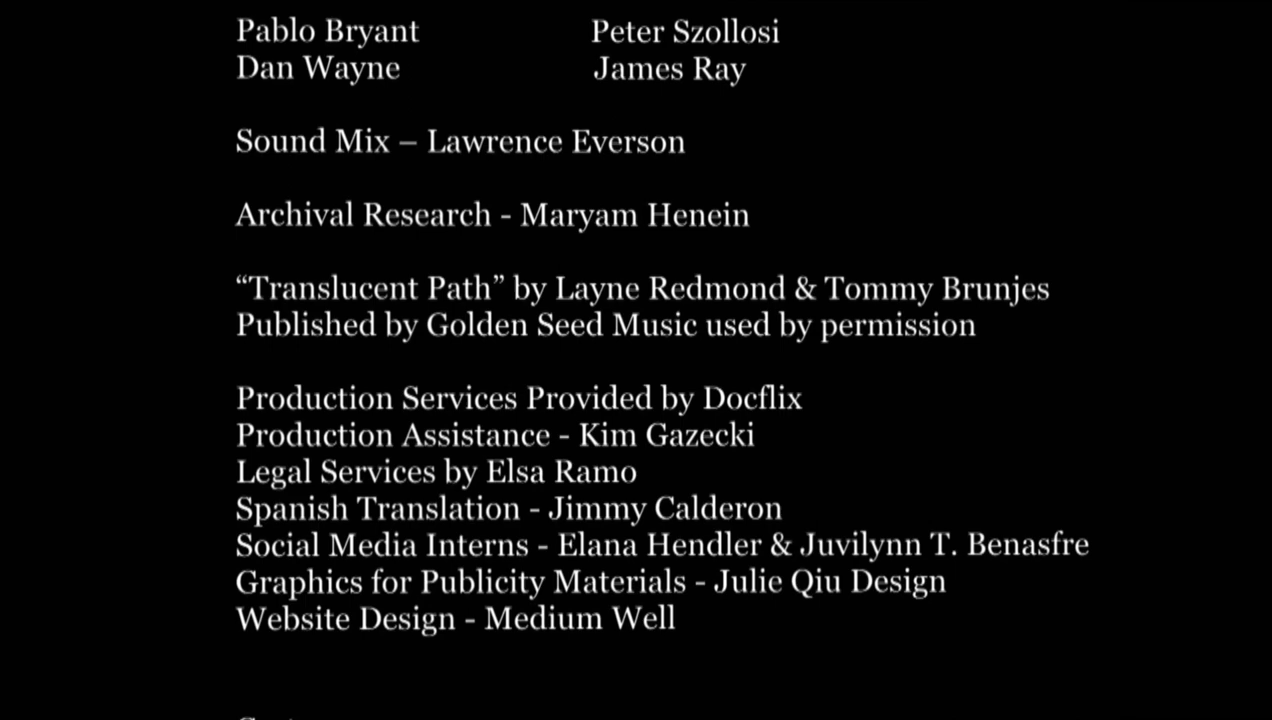 Pablo Bryant Peter Szollosi
Dan Wayne James Ray
Sound Mix – Lawrence Everson
Archival Research - Maryam Henein
“Translucent Path” by Layne Redmond & Tommy Brunjes
Published by Golden Seed Music used by permission
Production Services Provided by Docflix
Production Assistance - Kim Gazecki
Legal Services by Elsa Ramo
Spanish Translation - Jimmy Calderon
Social Media Interns - Elana Hendler & Juvilynn T. Benasfre
Graphics for Publicity Materials - Julie Qiu Design
Website Design - Medium Well